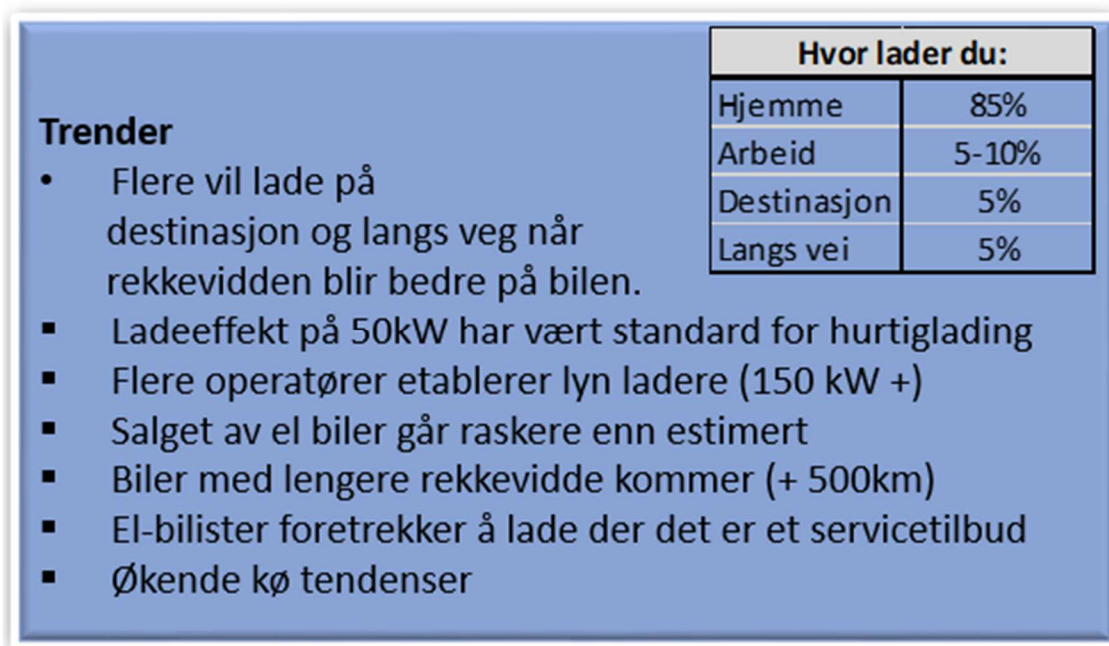 Hvor lader du:
Hjemme 85%
Arbeid 5-10%
Destinasjon 5%
Langs vei 5%
Trender
• Flere vil lade på
destinasjon og langs veg når
rekkevidden blir bedre på bilen.
▪ Ladeeffekt på 50kW har vært standard for hurtiglading
▪ Flere operatører etablerer lyn ladere (150 kW +)
▪ Salget av el biler går raskere enn estimert
▪ Biler med lengere rekkevidde kommer (+ 500km)
▪ El-bilister foretrekker å lade der det er et servicetilbud
▪ Økende kø tendenser